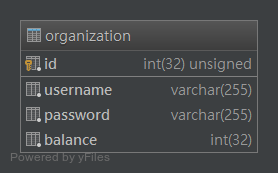 organization
id int(32) unsigned
username varchar(255)
password varchar(255)
balance int(32)
Powered by yFiles